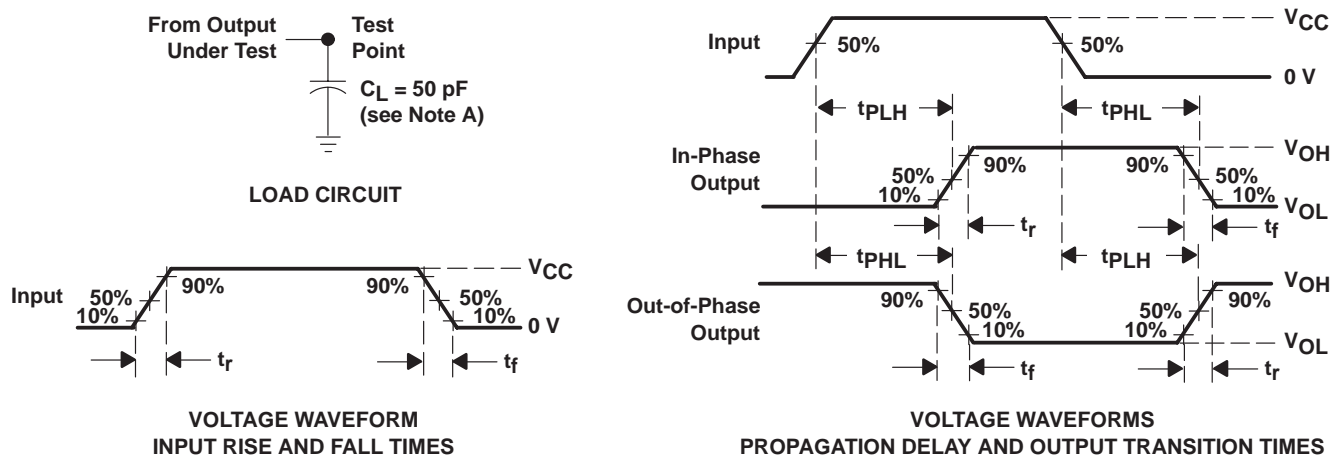 From Output
Under Test
Test
Point
CL = 50 pF
(see Note A)
LOAD CIRCUIT
Input
50%
10%
90%
90%
50%
10%
VCC
0 V
tr
tf
VOLTAGE WAVEFORM
INPUT RISE AND FALL TIMES
Input
50%
50%
VCC
0 V
tPLH
tPHL
In-Phase
Output
50%
10%
90%
90%
50%
10%
VOH
VOL
tr
tf
tPHL
tPLH
Out-of-Phase
Output
90%
50%
10%
50%
10%
90%
VOH
VOL
tf
tr
VOLTAGE WAVEFORMS
PROPAGATION DELAY AND OUTPUT TRANSITION TIMES